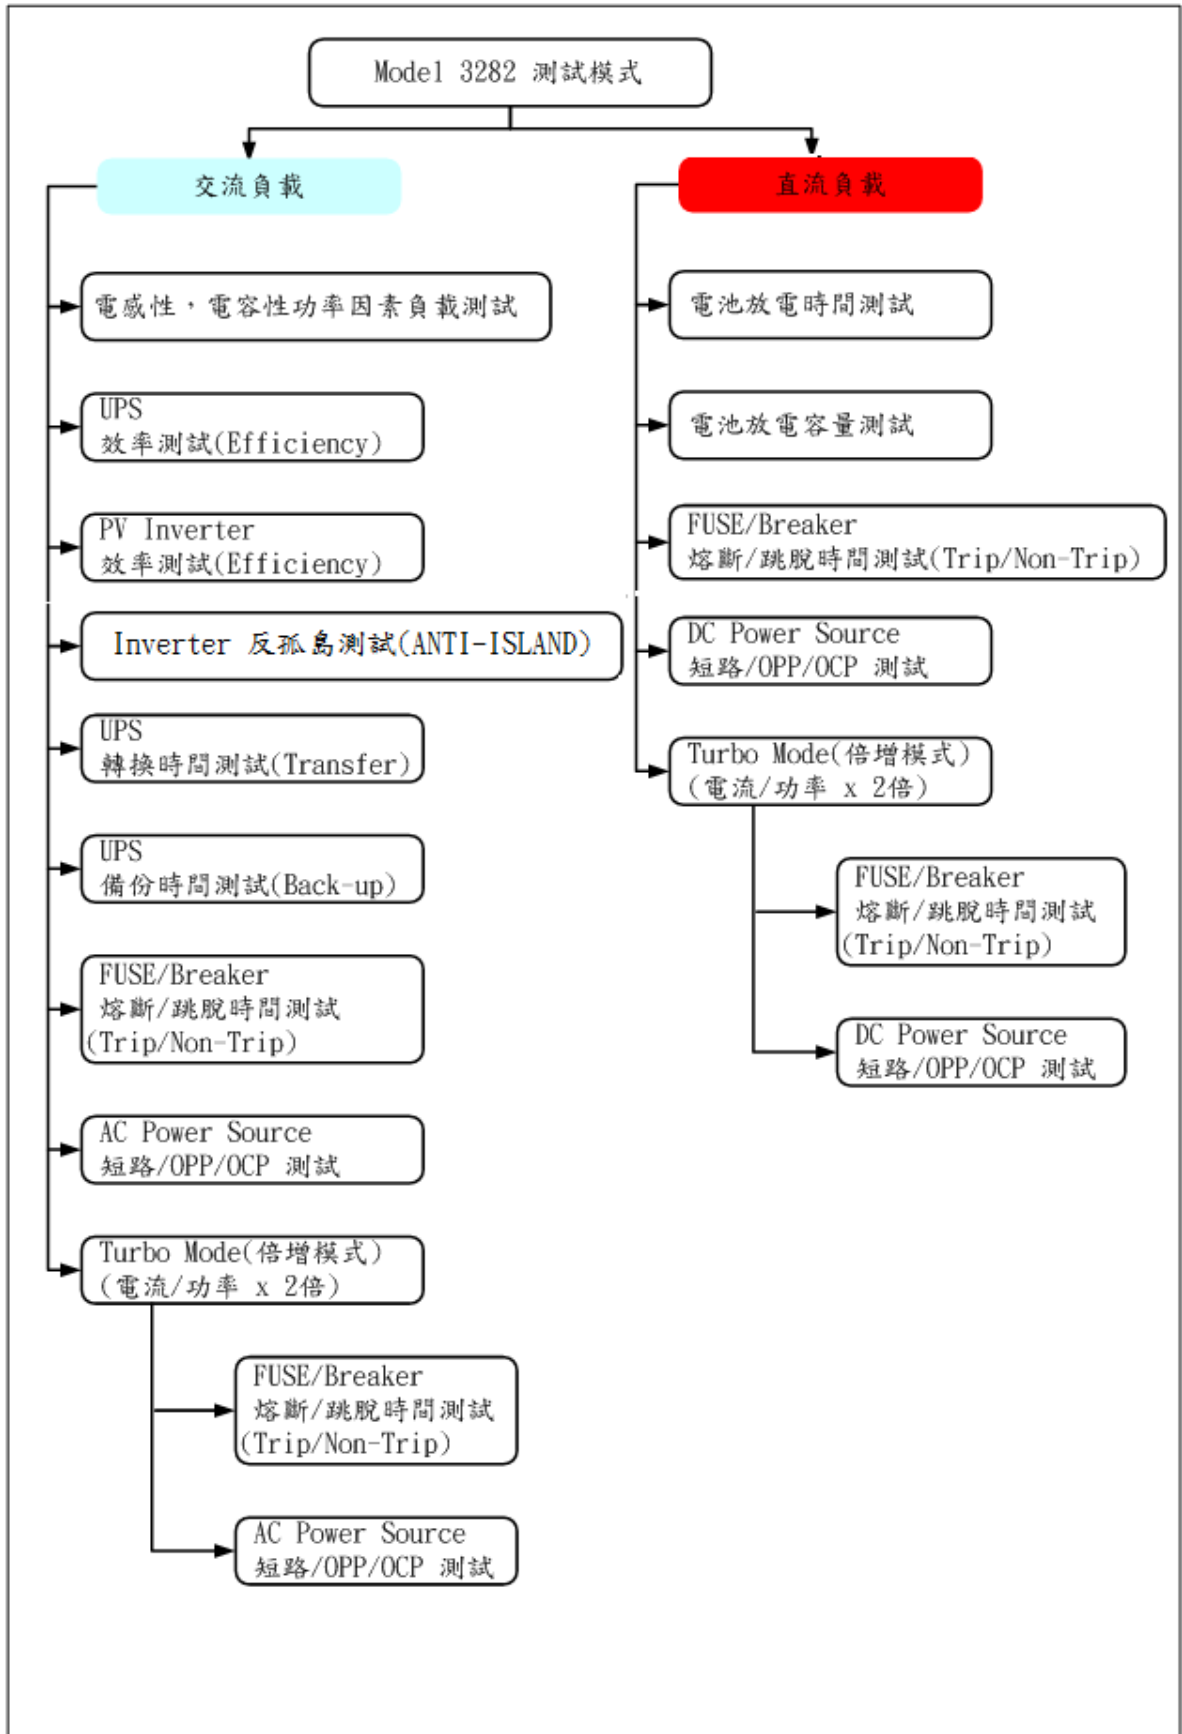 Model 3282 測試模式
交流負載
電感性，電容性功率因素負載測試
UPS
效率測試(Efficiency)
PV Inverter
效率測試(Efficiency)
Inverter 反孤島測試(ANTI-ISLAND)
UPS
轉換時間測試(Transfer)
UPS
備份時間測試(Back-up)
FUSE/Breaker
熔斷/跳脫時間測試
(Trip/Non-Trip)
AC Power Source
短路/OPP/OCP 測試
Turbo Mode(倍增模式)
(電流/功率 x 2倍)
FUSE/Breaker
熔斷/跳脫時間測試
(Trip/Non-Trip)
AC Power Source
短路/OPP/OCP 測試
直流負載
電池放電時間測試
電池放電容量測試
FUSE/Breaker
熔斷/跳脫時間測試(Trip/Non-Trip)
DC Power Source
短路/OPP/OCP 測試
Turbo Mode(倍增模式)
(電流/功率 x 2倍)
FUSE/Breaker
熔斷/跳脫時間測試
(Trip/Non-Trip)
DC Power Source
短路/OPP/OCP 測試